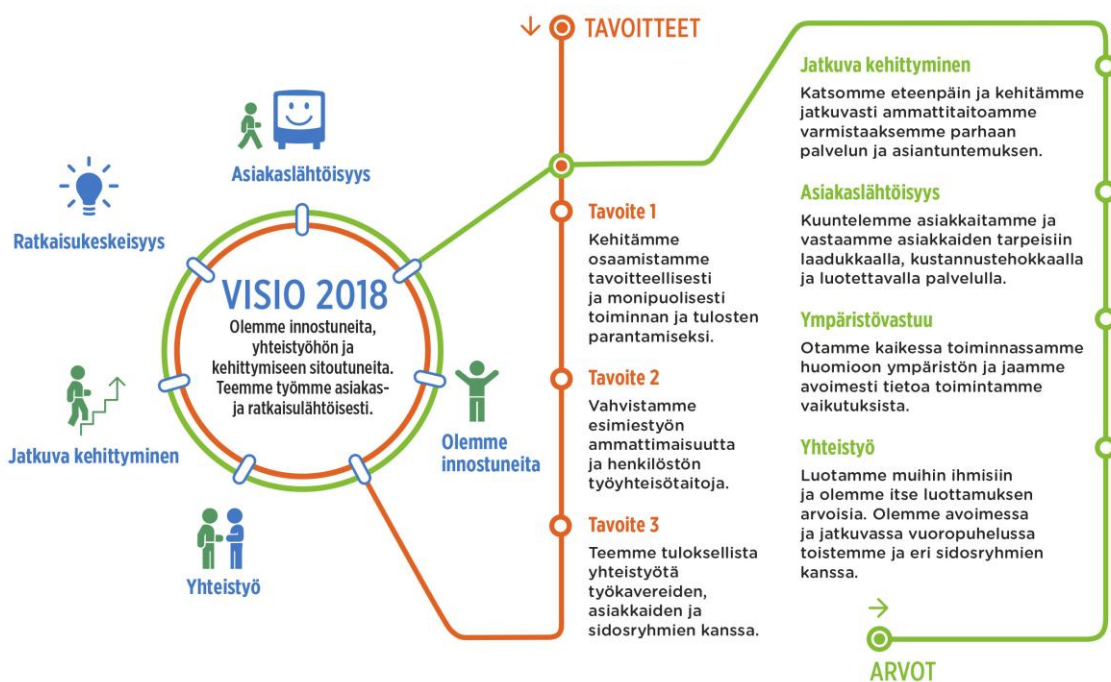 Asiakaslähtöisyys
Ratkaisukeskeisyys
VISIO 2018
Olemme innostuneita,
yhteistyöhön ja
kehittymiseen sitoutuneita.
Teemme työmme asiakas-
ja ratkaisulähtöisesti.
Olemme
innostuneita
Jatkuva kehittyminen
Yhteistyö
TAVOITTEET
Tavoite 1
Kehitämme
osaamistamme
tavoitteellisesti
ja monipuolisesti
toiminnan ja tulosten
parantamiseksi.
Tavoite 2
Vahvistamme
esimiestyön
ammattimaisuutta
ja henkilöstön
työyhteisötaitoja.
Tavoite 3
Teemme tuloksellista
yhteistyötä
työkavereiden,
asiakkaiden ja
sidosryhmien kanssa.
Jatkuva kehittyminen
Katsomme eteenpäin ja kehitämme
jatkuvasti ammattitaitoamme
varmistaaksemme parhaan
palvelun ja asiantuntemuksen.
Asiakaslähtöisyys
Kuuntelemme asiakkaitamme ja
vastaamme asiakkaiden tarpeisiin
laadukkaalla, kustannustehokkaalla
ja luotettavalla palvelulla.
Ympäristövastuu
Otamme kaikessa toiminnassamme
huomioon ympäristön ja jaamme
avoimesti tietoa toimintamme
vaikutuksista.
Yhteistyö
Luotamme muihin ihmisiin
ja olemme itse luottamuksen
arvoisia. Olemme avoimessa
ja jatkuvassa vuoropuhelussa
toistemme ja eri sidosryhmien
kanssa.
ARVOT